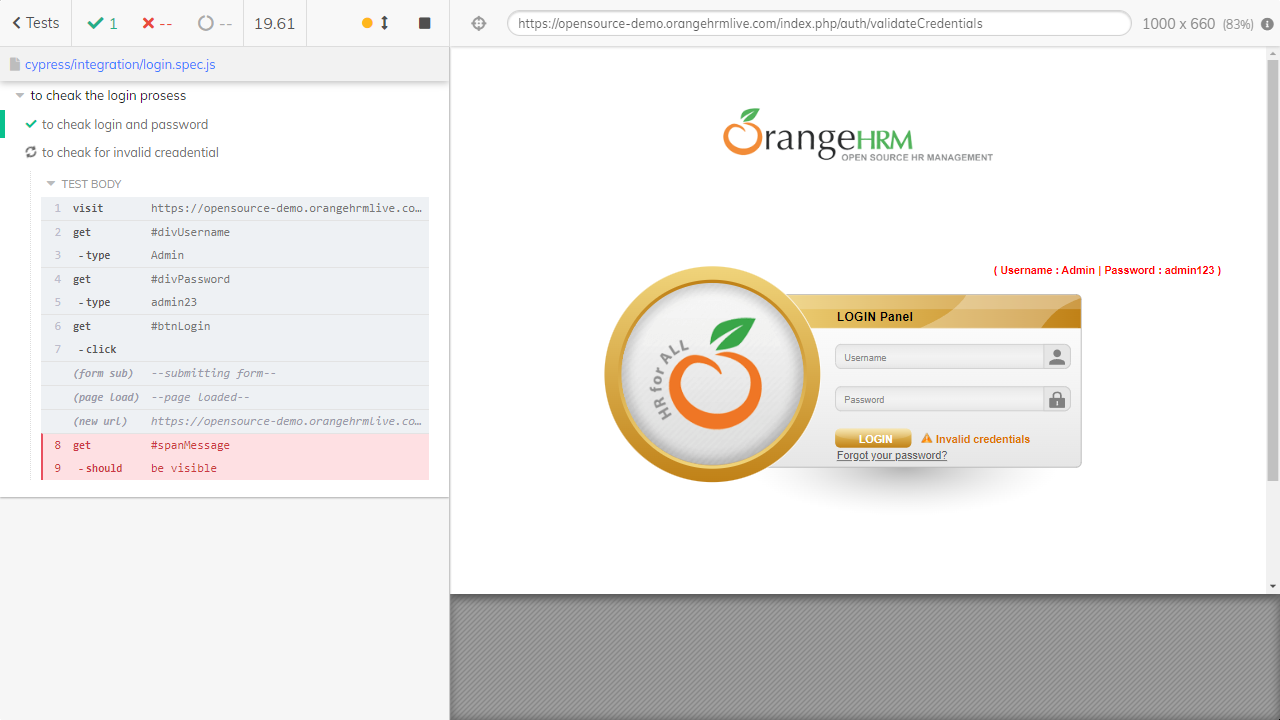 Tests
1
--
--
19.61
https://opensource-demo.orangehrmlive.com/index.php/auth/validateCredentials
1000 x 660 (83%)
cypress/integration/login.spec.js
to cheak the login prosess
to cheak login and password
to cheak for invalid creadential
TEST BODY
1 visit https://opensource-demo.orangehrmlive.co…
2 get #divUsername
3 -type Admin
4 get #divPassword
5 -type admin23
6 get #btnLogin
7 -click
(form sub) --submitting form--
(page load) --page loaded--
(new url) https://opensource-demo.orangehrmlive.co…
8 get #spanMessage
9 -should be visible
OrangeHRM
OPEN SOURCE HR MANAGEMENT
( Username : Admin | Password : admin123 )
HR for ALL
LOGIN Panel
Username
Password
LOGIN
Invalid credentials
Forgot your password?